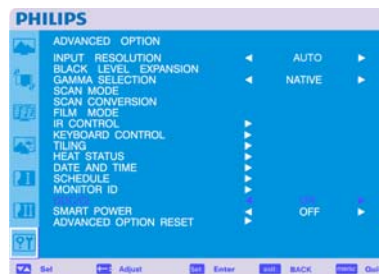 PHILIPS
ADVANCED OPTION
INPUT RESOLUTION AUTO
BLACK LEVEL EXPANSION
GAMMA SELECTION NATIVE
SCAN MODE
SCAN CONVERSION
FILM MODE
IR CONTROL
KEYBOARD CONTROL
TILING
HEAT STATUS
DATE AND TIME
SCHEDULE
MONITOR ID
SMART POWER OFF
ADVANCED OPTION RESET
Sel Adjust Set Enter BACK Qui